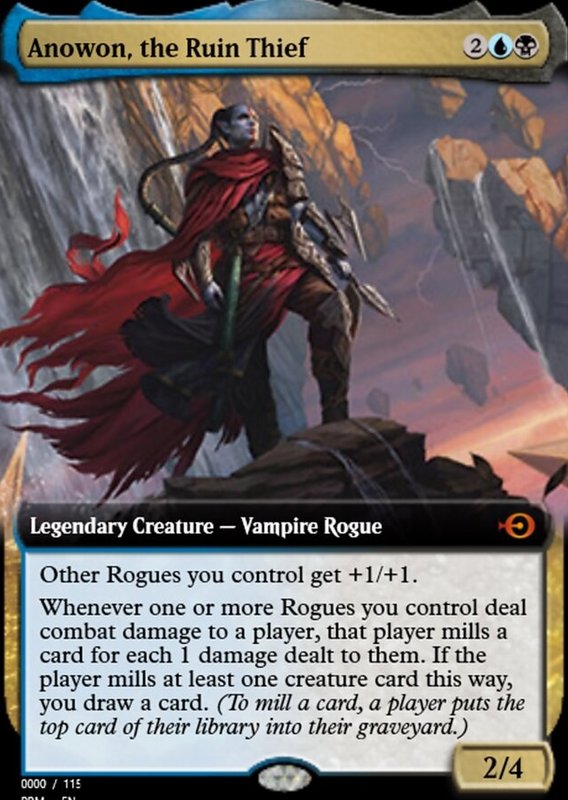 Anowon, the Ruin Thief 2
Legendary Creature — Vampire Rogue
Other Rogues you control get +1/+1.
Whenever one or more Rogues you control deal
combat damage to a player, that player mills a
card for each 1 damage dealt to them. If the
player mills at least one creature card this way,
you draw a card. (To mill a card, a player puts the
top card of their library into their graveyard.)
2/4
0000 / 115